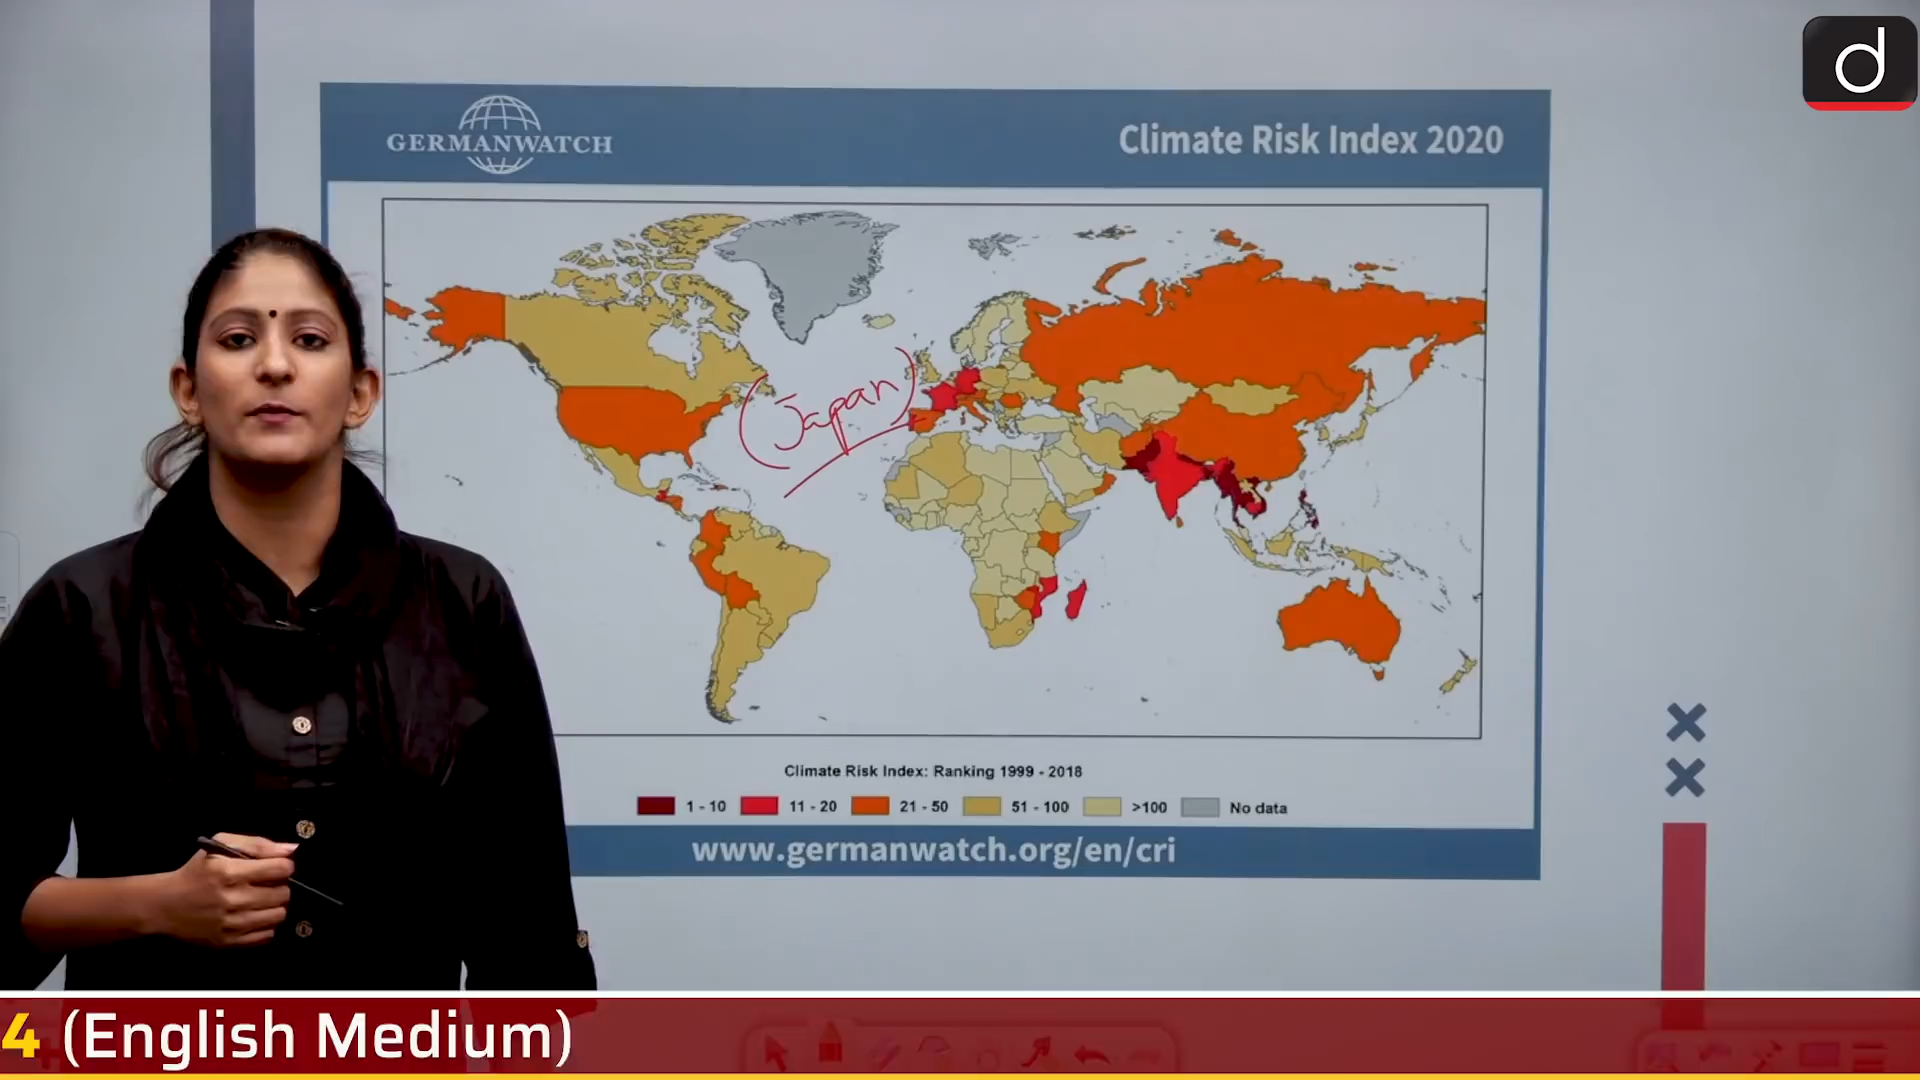 d
GERMANWATCH
Climate Risk Index 2020
(Japan)
Climate Risk Index: Ranking 1999 - 2018
1 - 10
11 - 20
21 - 50
51 - 100
>100
No data
www.germanwatch.org/en/cri
4 (English Medium)